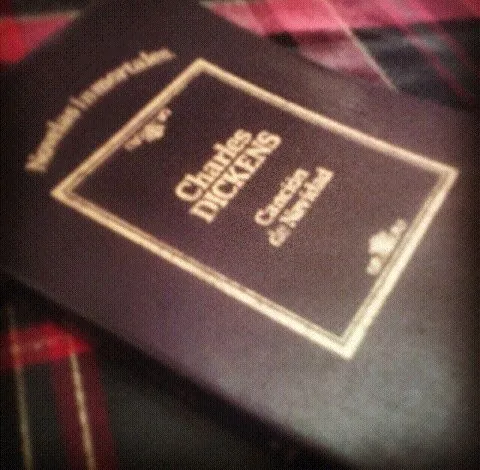 Novelas inmortales
Charles
DICKENS
Canción
de Navidad